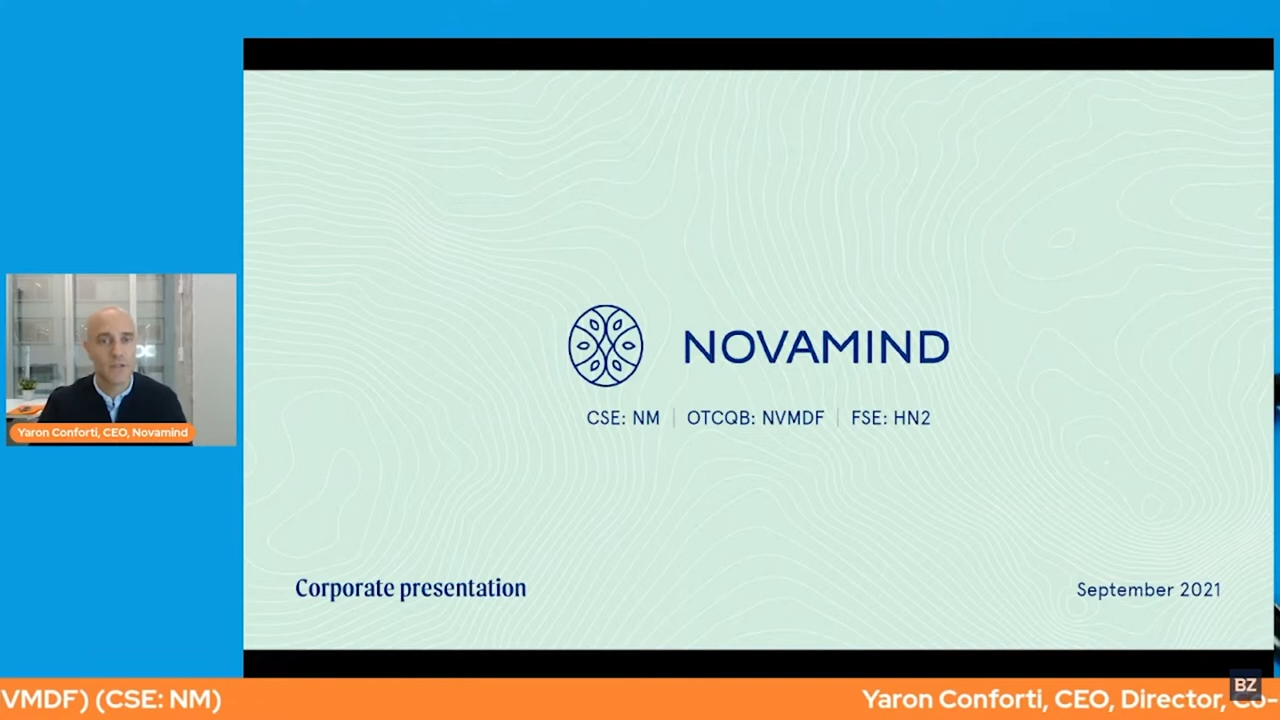 NOVAMIND
CSE: NM | OTCQB: NVMDF | FSE: HN2
Yaron Conforti, CEO, Novamind
Corporate presentation
September 2021
BZ
VMDF) (CSE: NM)
Yaron Conforti, CEO, Director, Co-